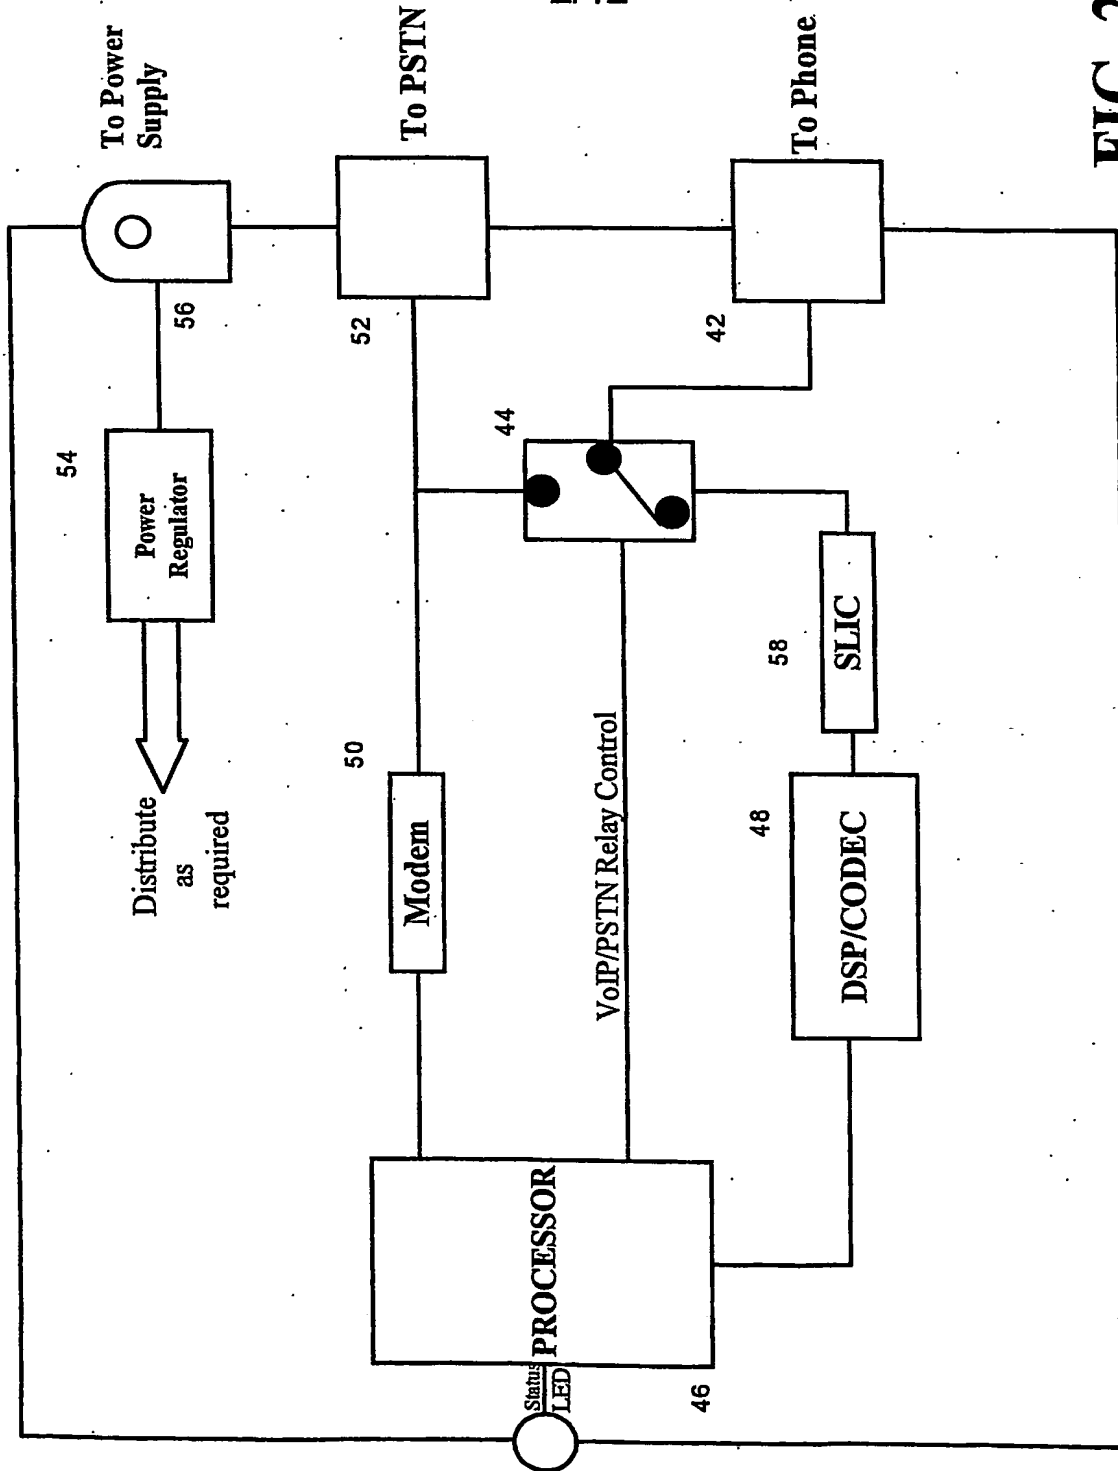 To Power
Supply
56
54
Power
Regulator
Distribute
as
required
To PSTN
52
50
Modem
44
VoIP/PSTN Relay Control
To Phone
42
58
SLIC
48
DSP/CODEC
PROCESSOR
Status
LED
46
FIG. 2